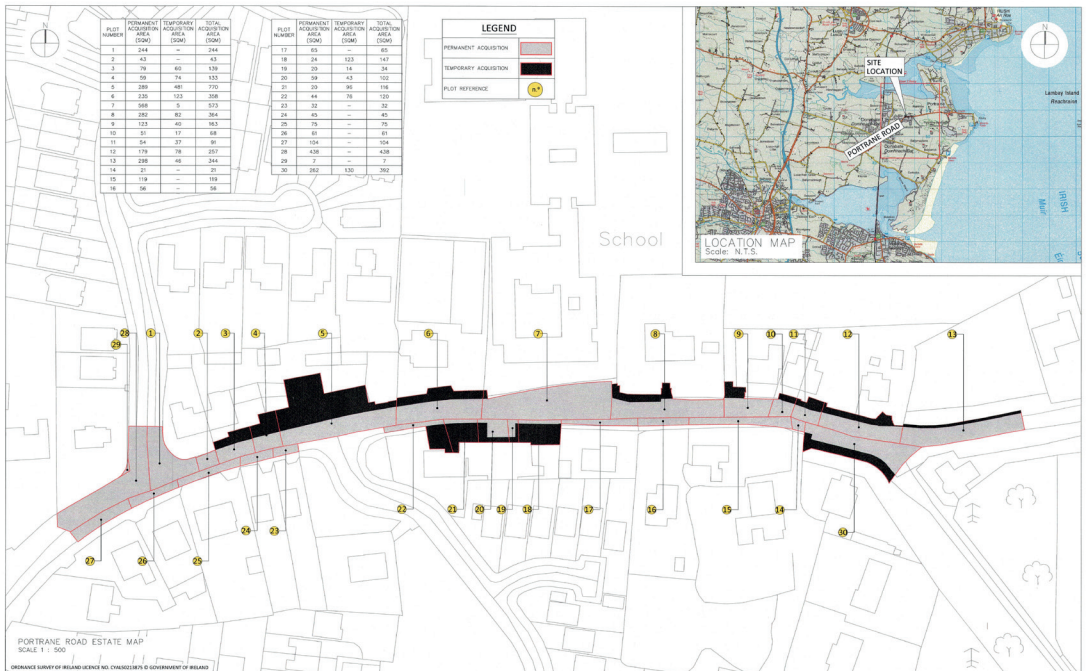 PLOT NUMBER PERMANENT ACQUISITION AREA (SQM) TEMPORARY ACQUISITION AREA (SQM) TOTAL ACQUISITION AREA (SQM)
1 244 – 244
2 43 – 43
3 79 60 139
4 59 74 133
5 289 481 770
6 235 123 358
7 568 5 573
8 282 82 364
9 123 40 163
10 51 17 68
11 54 37 91
12 179 78 257
13 298 46 344
14 21 – 21
15 119 – 119
16 56 – 56
PLOT NUMBER PERMANENT ACQUISITION AREA (SQM) TEMPORARY ACQUISITION AREA (SQM) TOTAL ACQUISITION AREA (SQM)
17 65 – 65
18 24 123 147
19 20 14 34
20 59 43 102
21 20 96 116
22 44 76 120
23 32 – 32
24 45 – 45
25 75 – 75
26 61 – 61
27 104 – 104
28 438 – 438
29 7 – 7
30 262 130 392
LEGEND
PERMANENT ACQUISITION
TEMPORARY ACQUISITION
PLOT REFERENCE n.°
N
N
SITE LOCATION
PORTRANE ROAD
Lambay Island
Reachrainn
IRISH
Muir
LOCATION MAP
Scale: N.T.S.
School
28 1 2 3 4 5 6 7 8 9 10 11 12 13
29
22 21 20 19 18 17 16 15 14
24 23
30
27 26 25
PORTRANE ROAD ESTATE MAP
SCALE 1 : 500
ORDNANCE SURVEY OF IRELAND LICENCE NO. CYAL50213875 © GOVERNMENT OF IRELAND